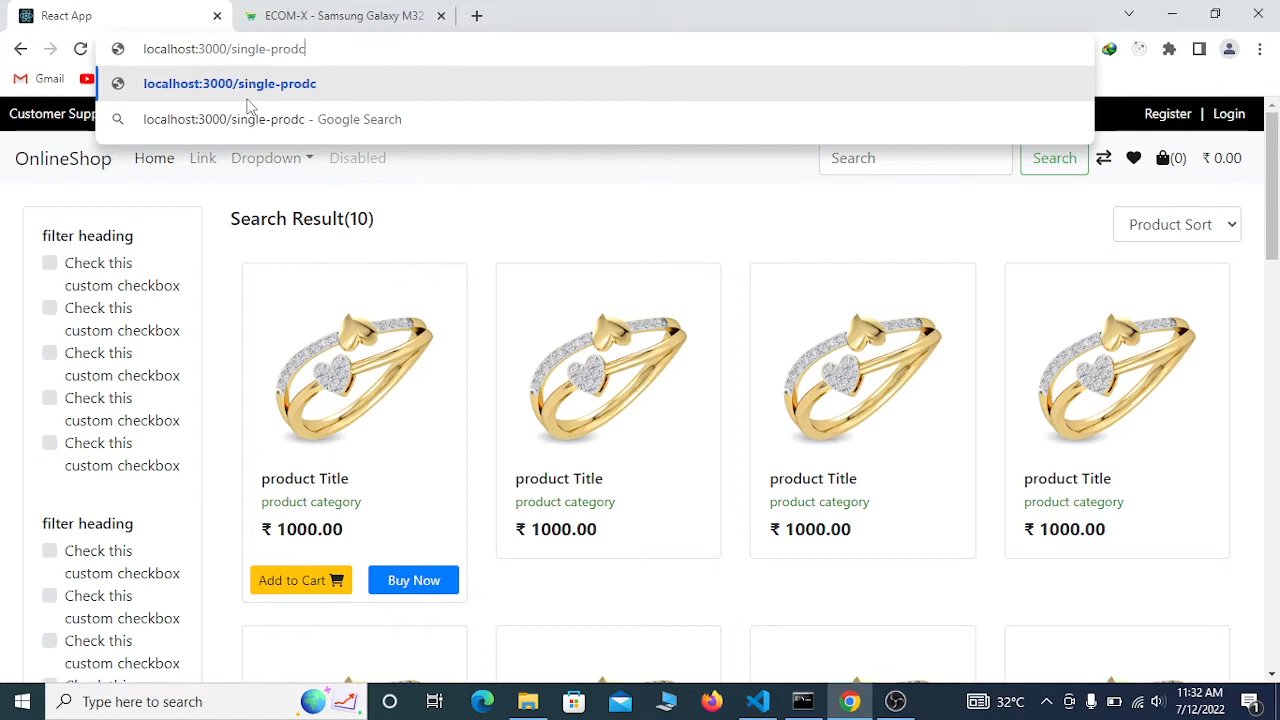 React App
ECOM-X - Samsung Galaxy M32
localhost:3000/single-prodc
localhost:3000/single-prodc
localhost:3000/single-prodc - Google Search
Gmail
Customer Supp
Register | Login
OnlineShop
Home
Link
Dropdown
Disabled
Search
Search
(0)
₹ 0.00
filter heading
Check this
custom checkbox
Check this
custom checkbox
Check this
custom checkbox
Check this
custom checkbox
Check this
custom checkbox
filter heading
Check this
custom checkbox
Check this
custom checkbox
Check this
custom checkbox
Search Result(10)
Product Sort
product Title
product category
₹ 1000.00
Add to Cart
Buy Now
product Title
product category
₹ 1000.00
product Title
product category
₹ 1000.00
product Title
product category
₹ 1000.00
Type here to search
32°C
1:32 AM
7/12/2022
1